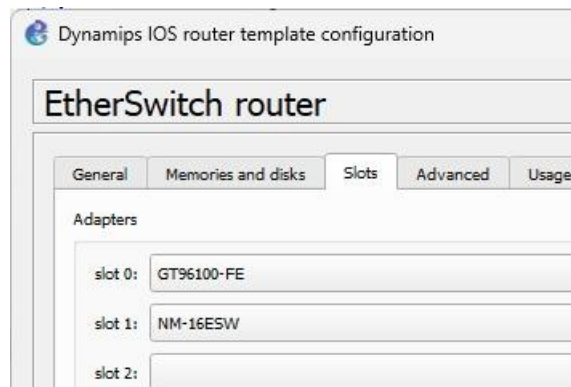 Dynamips IOS router template configuration
EtherSwitch router
General Memories and disks Slots Advanced Usage
Adapters
slot 0: GT96100-FE
slot 1: NM-16ESW
slot 2: